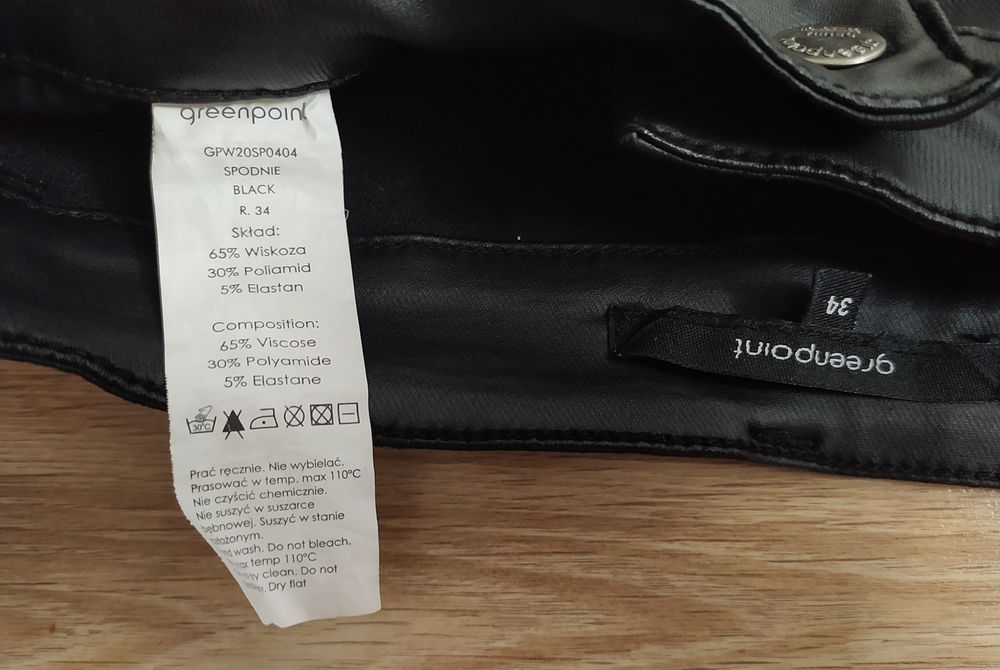 greenpoint
GPW20SP0404
SPODNIE
BLACK
R. 34
Skład:
65% Wiskoza
30% Poliamid
5% Elastan
Composition:
65% Viscose
30% Polyamide
5% Elastane
30°C
Prać ręcznie. Nie wybielać.
Prasować w temp. max 110°C
Nie czyścić chemicznie.
Nie suszyć w suszarce
bębnowej. Suszyć w stanie
wash. Do not bleach.
temp 110°C
clean. Do not
Dry flat
34
greenpoint